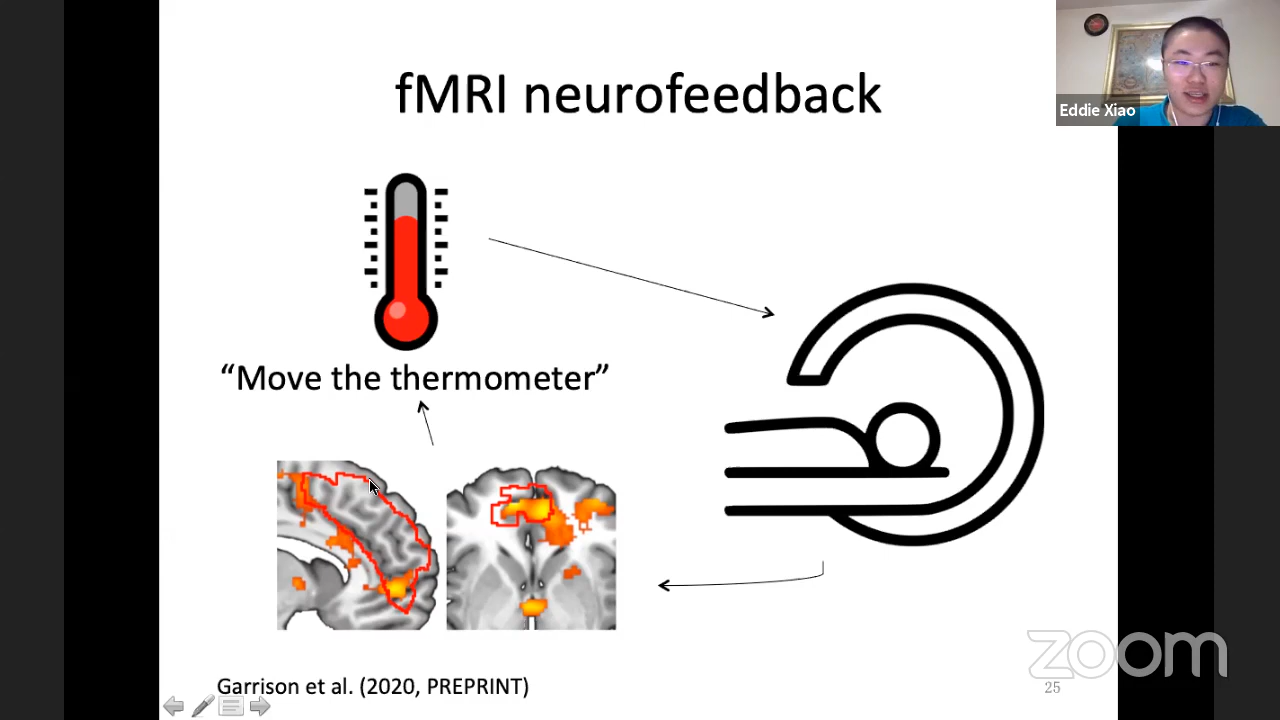 fMRI neurofeedback
Eddie Xiao
“Move the thermometer”
Garrison et al. (2020, PREPRINT)
zoom
25